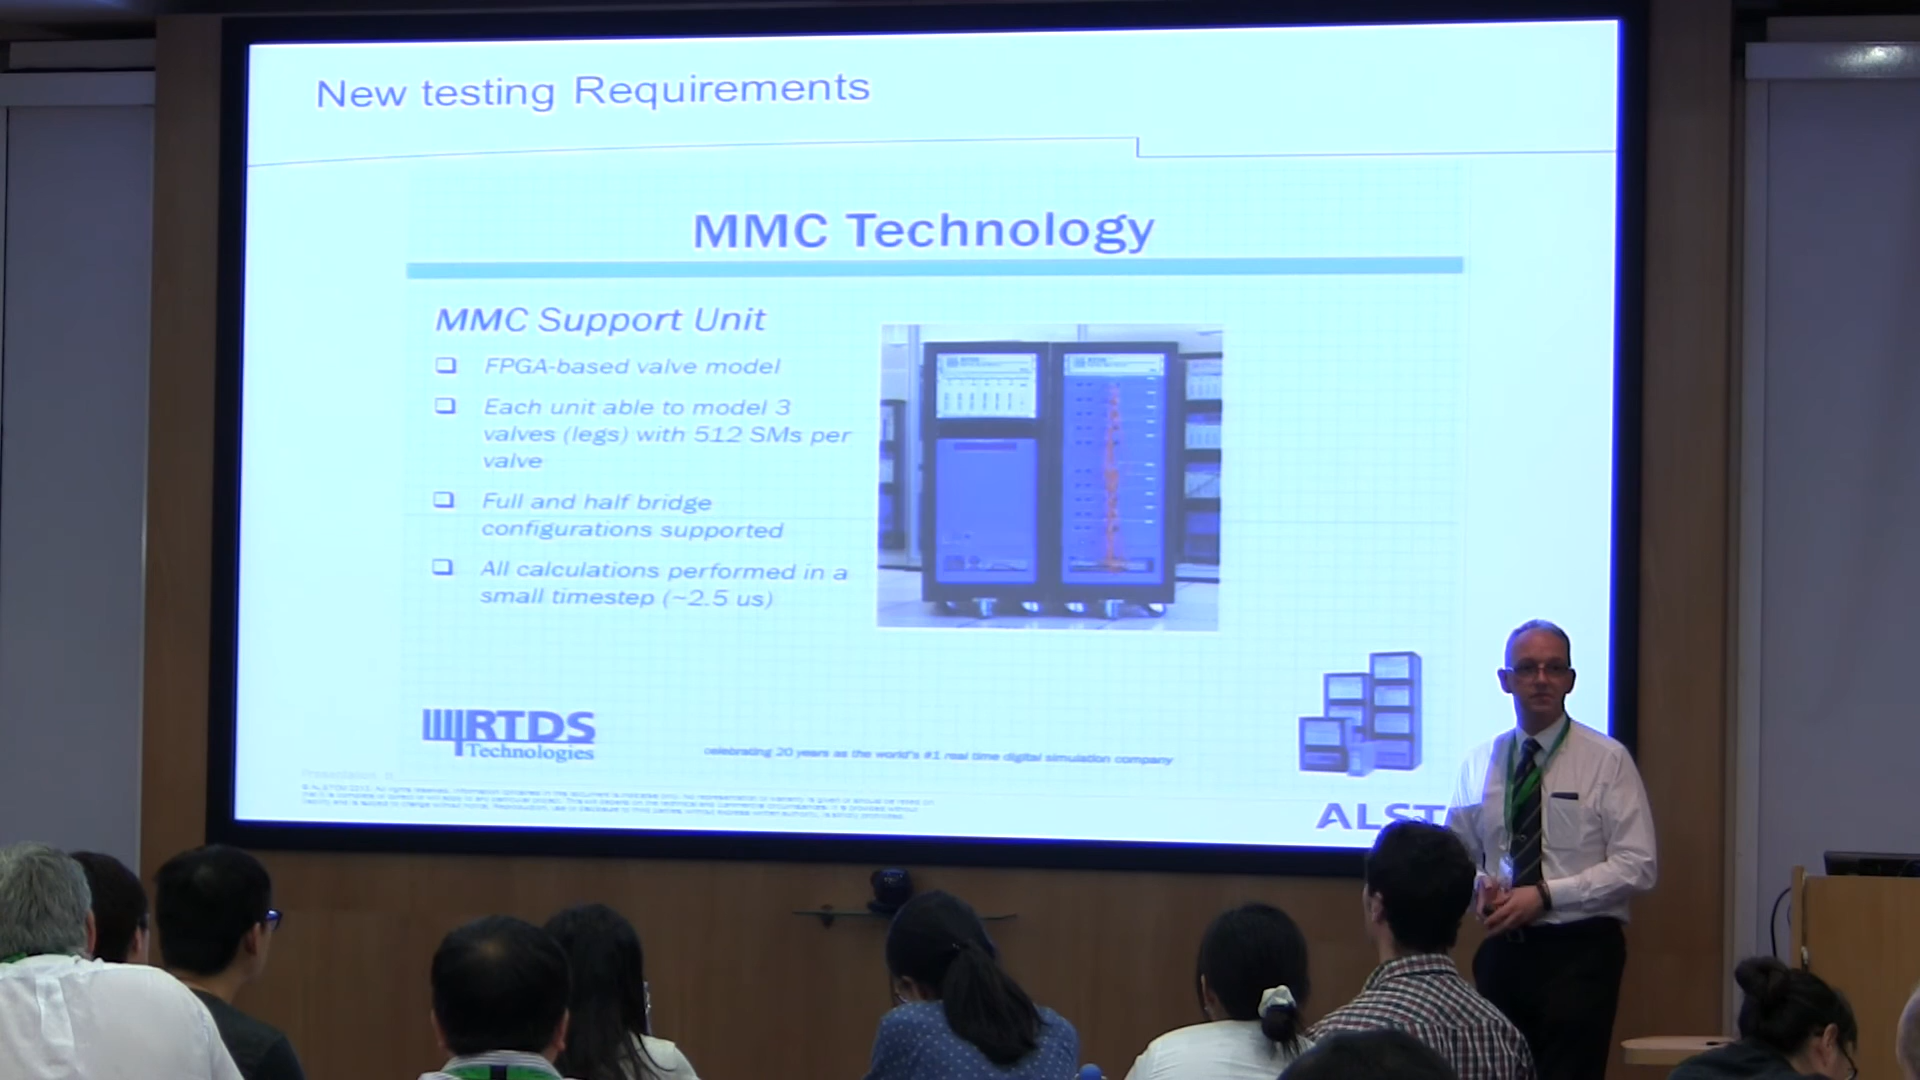 New testing Requirements
MMC Technology
MMC Support Unit
FPGA-based valve model
Each unit able to model 3
valves (legs) with 512 SMs per
valve
Full and half bridge
configurations supported
All calculations performed in a
small timestep (~2.5 us)
RTDS
Technologies
celebrating 20 years as the world's #1 real time digital simulation company
ALST